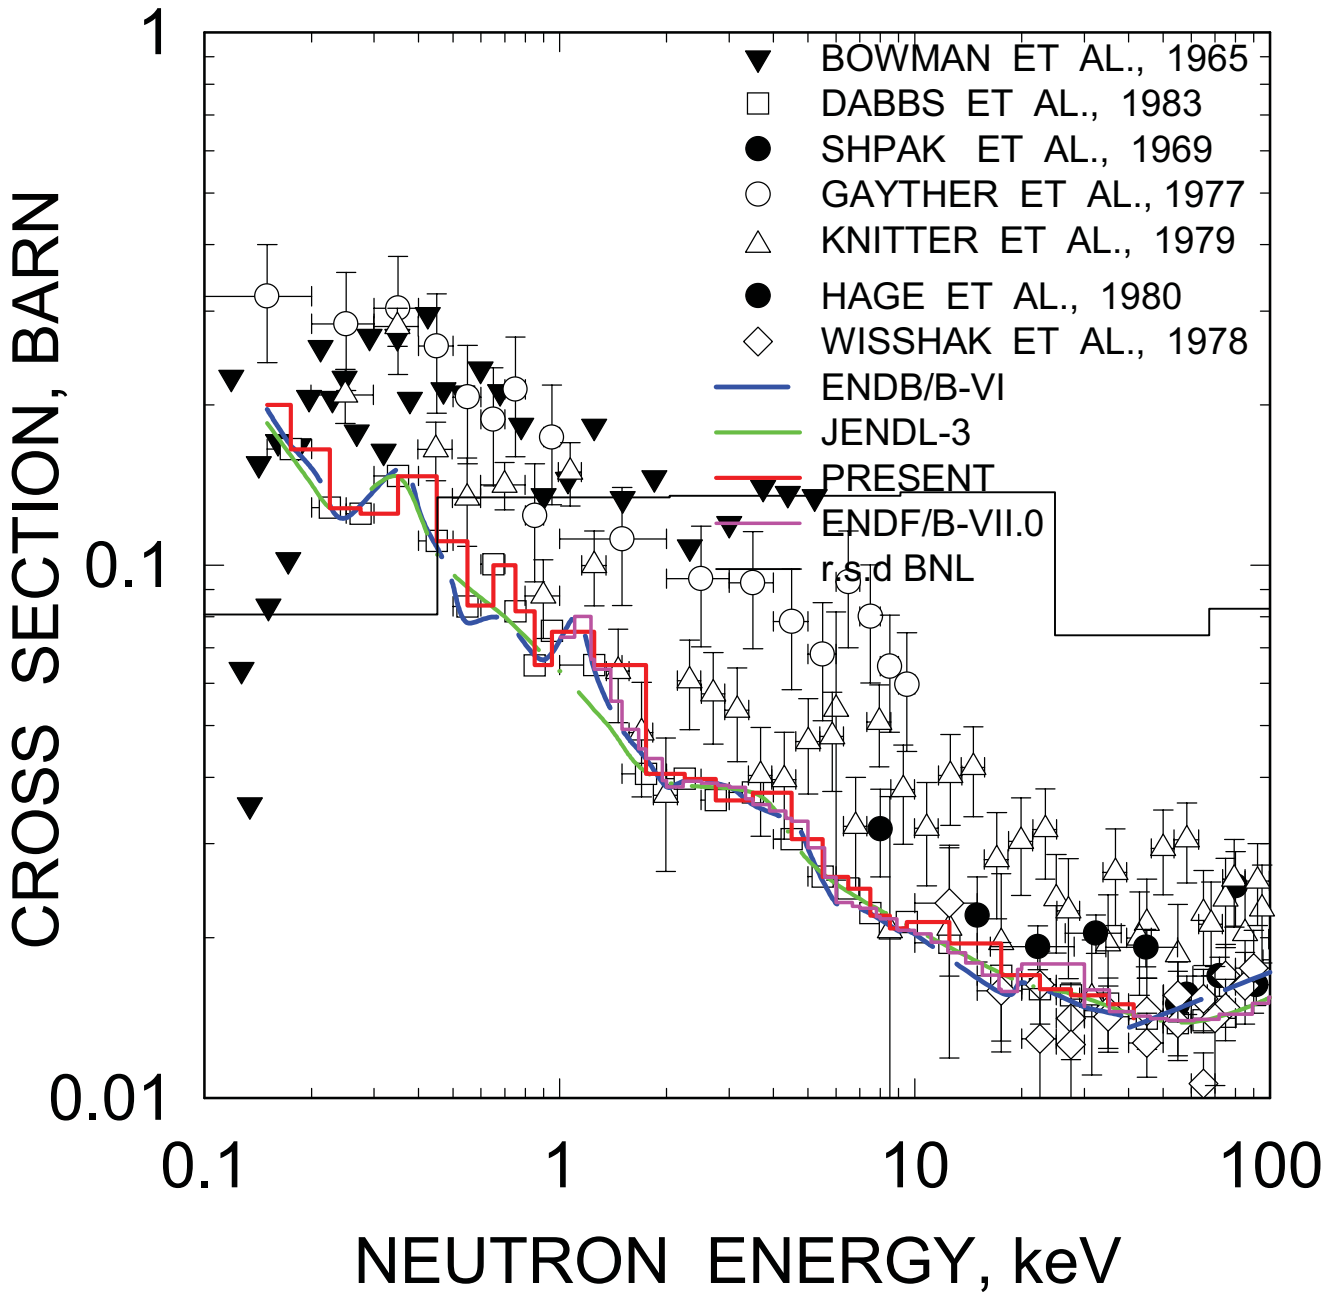 1
BOWMAN ET AL., 1965
DABBS ET AL., 1983
SHPAK ET AL., 1969
GAYTHER ET AL., 1977
KNITTER ET AL., 1979
HAGE ET AL., 1980
WISSHAK ET AL., 1978
ENDB/B-VI
JENDL-3
PRESENT
ENDF/B-VII.0
r.s.d BNL
CROSS SECTION, BARN
0.1
0.01
0.1 1 10 100
NEUTRON ENERGY, keV